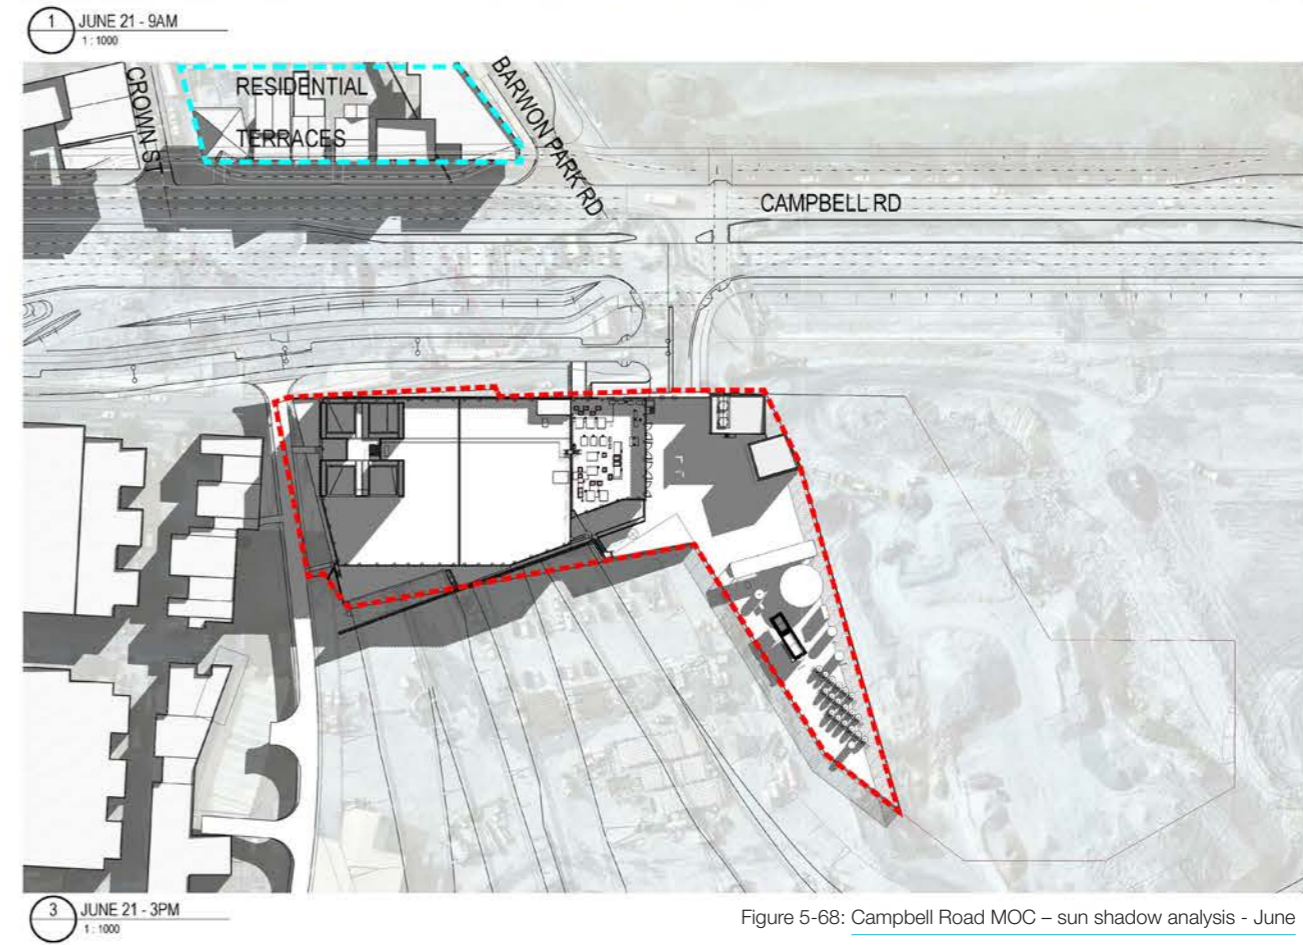 1
JUNE 21 - 9AM
1 : 1000
CROWN ST
RESIDENTIAL
TERRACES
BARWON PARK RD
CAMPBELL RD
3
JUNE 21 - 3PM
1 : 1000
Figure 5-68: Campbell Road MOC – sun shadow analysis - June